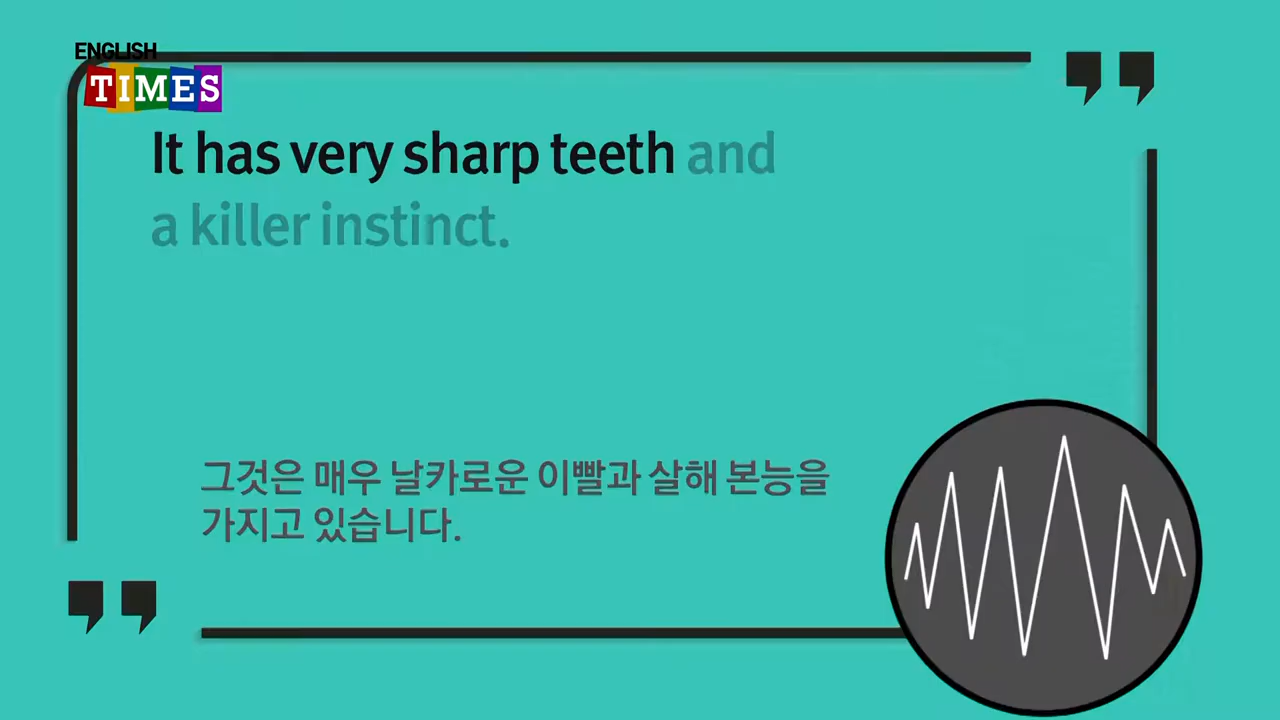 ENGLISH
TIMES
It has very sharp teeth and
a killer instinct.
그것은 매우 날카로운 이빨과 살해 본능을
가지고 있습니다.